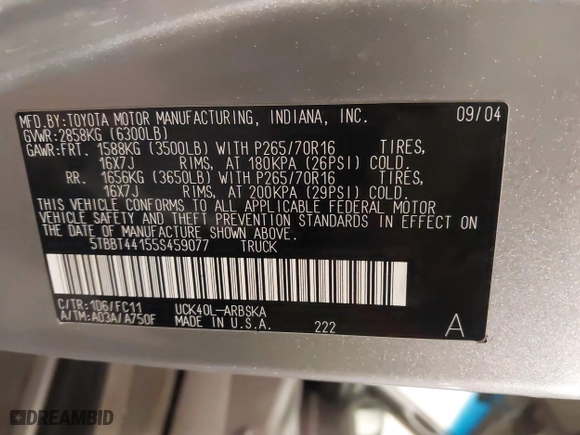 MFD.BY:TOYOTA MOTOR MANUFACTURING, INDIANA, INC. 09/04
GVWR:2858KG (6300LB)
GAWR:FRT. 1588KG (3500LB) WITH P265/70R16 TIRES,
16X7J RIMS, AT 180KPA (26PSI) COLD.
RR. 1656KG (3650LB) WITH P265/70R16 TIRES,
16X7J RIMS, AT 200KPA (29PSI) COLD.
THIS VEHICLE CONFORMS TO ALL APPLICABLE FEDERAL MOTOR
VEHICLE SAFETY AND THEFT PREVENTION STANDARDS IN EFFECT
ON THE DATE OF MANUFACTURE SHOWN ABOVE.
5TBBT44155S459077 TRUCK
C/TR:1D6/FC11 UCK40L-ARBSKA
A/TM:A03A/A750F MADE IN U.S.A. 222 A
DREAMBID